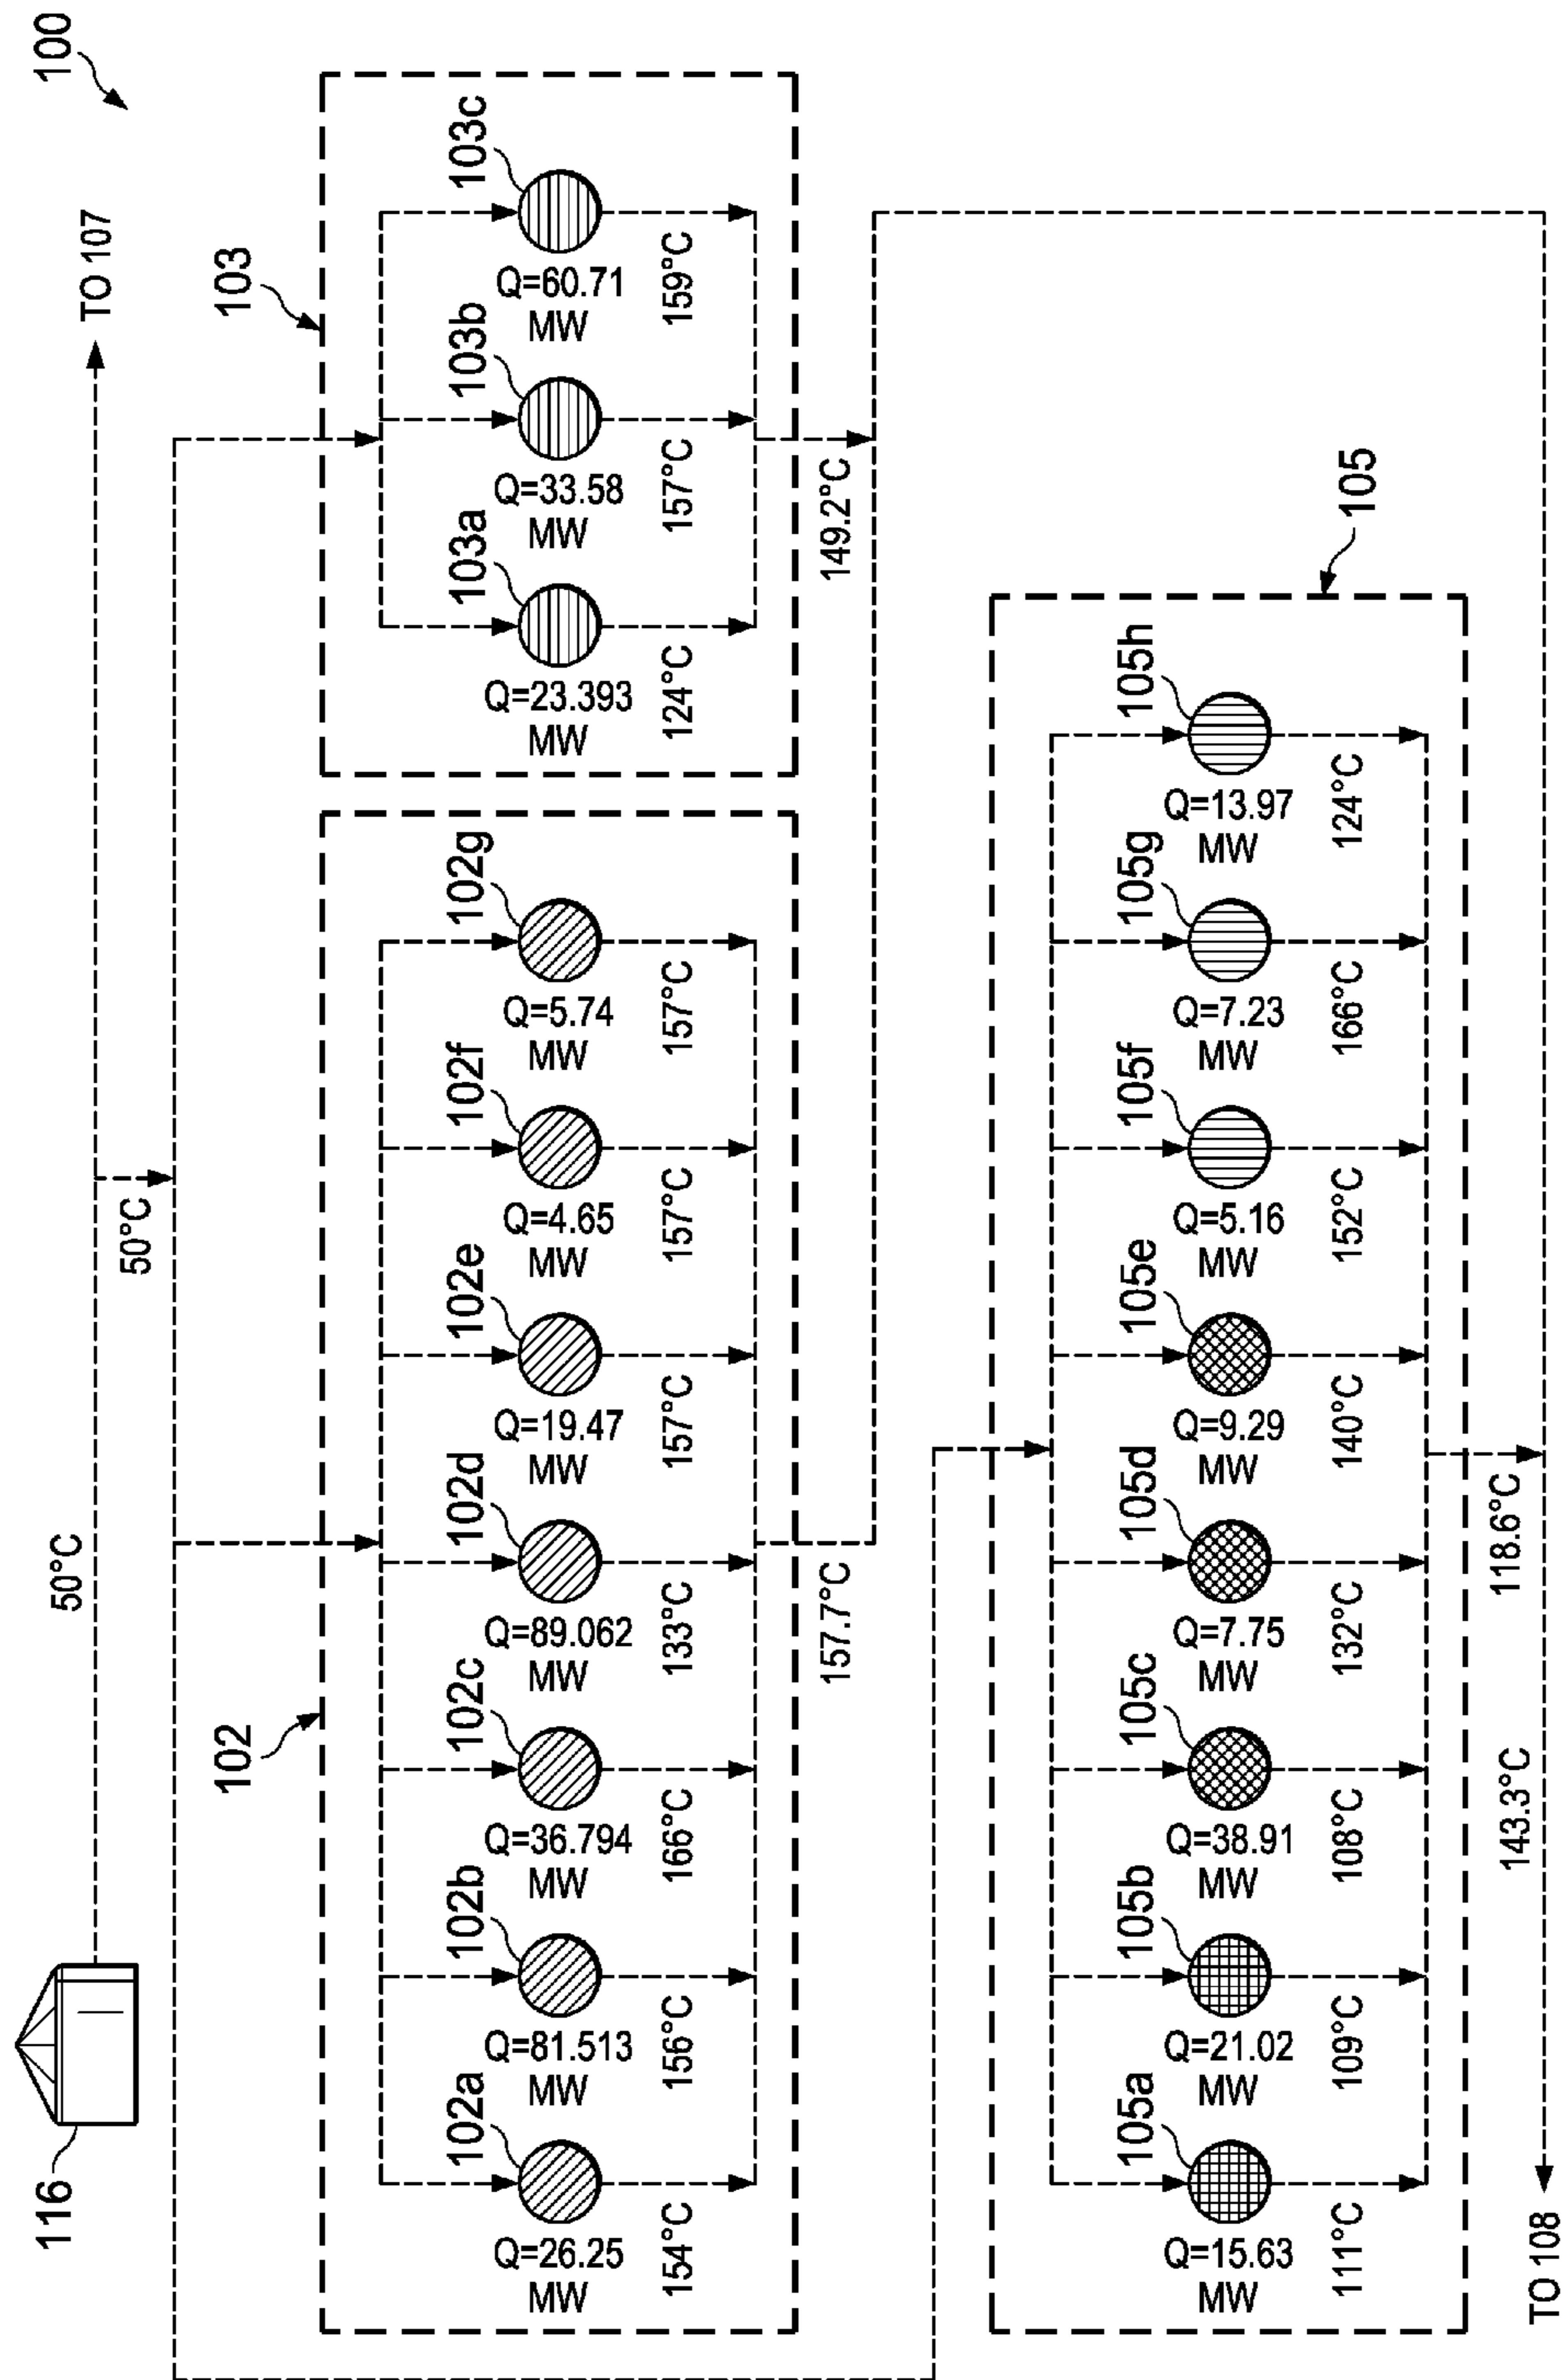 100
116
50°C
TO 107
50°C
102
103
102a
102b
102c
102d
102e
102f
102g
103a
103b
103c
Q=26.25
MW
Q=81.513
MW
Q=36.794
MW
Q=89.062
MW
Q=19.47
MW
Q=4.65
MW
Q=5.74
MW
Q=23.393
MW
Q=33.58
MW
Q=60.71
MW
154°C
156°C
166°C
133°C
157°C
157°C
157°C
124°C
157°C
159°C
157.7°C
149.2°C
105
105a
105b
105c
105d
105e
105f
105g
105h
Q=15.63
MW
Q=21.02
MW
Q=38.91
MW
Q=7.75
MW
Q=9.29
MW
Q=5.16
MW
Q=7.23
MW
Q=13.97
MW
111°C
109°C
108°C
132°C
140°C
152°C
166°C
124°C
118.6°C
143.3°C
TO 108